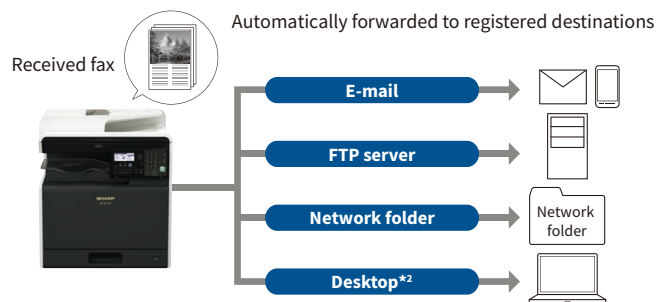 Automatically forwarded to registered destinations
Received fax
E-mail
FTP server
Network folder
Network
folder
Desktop*2
SHARP